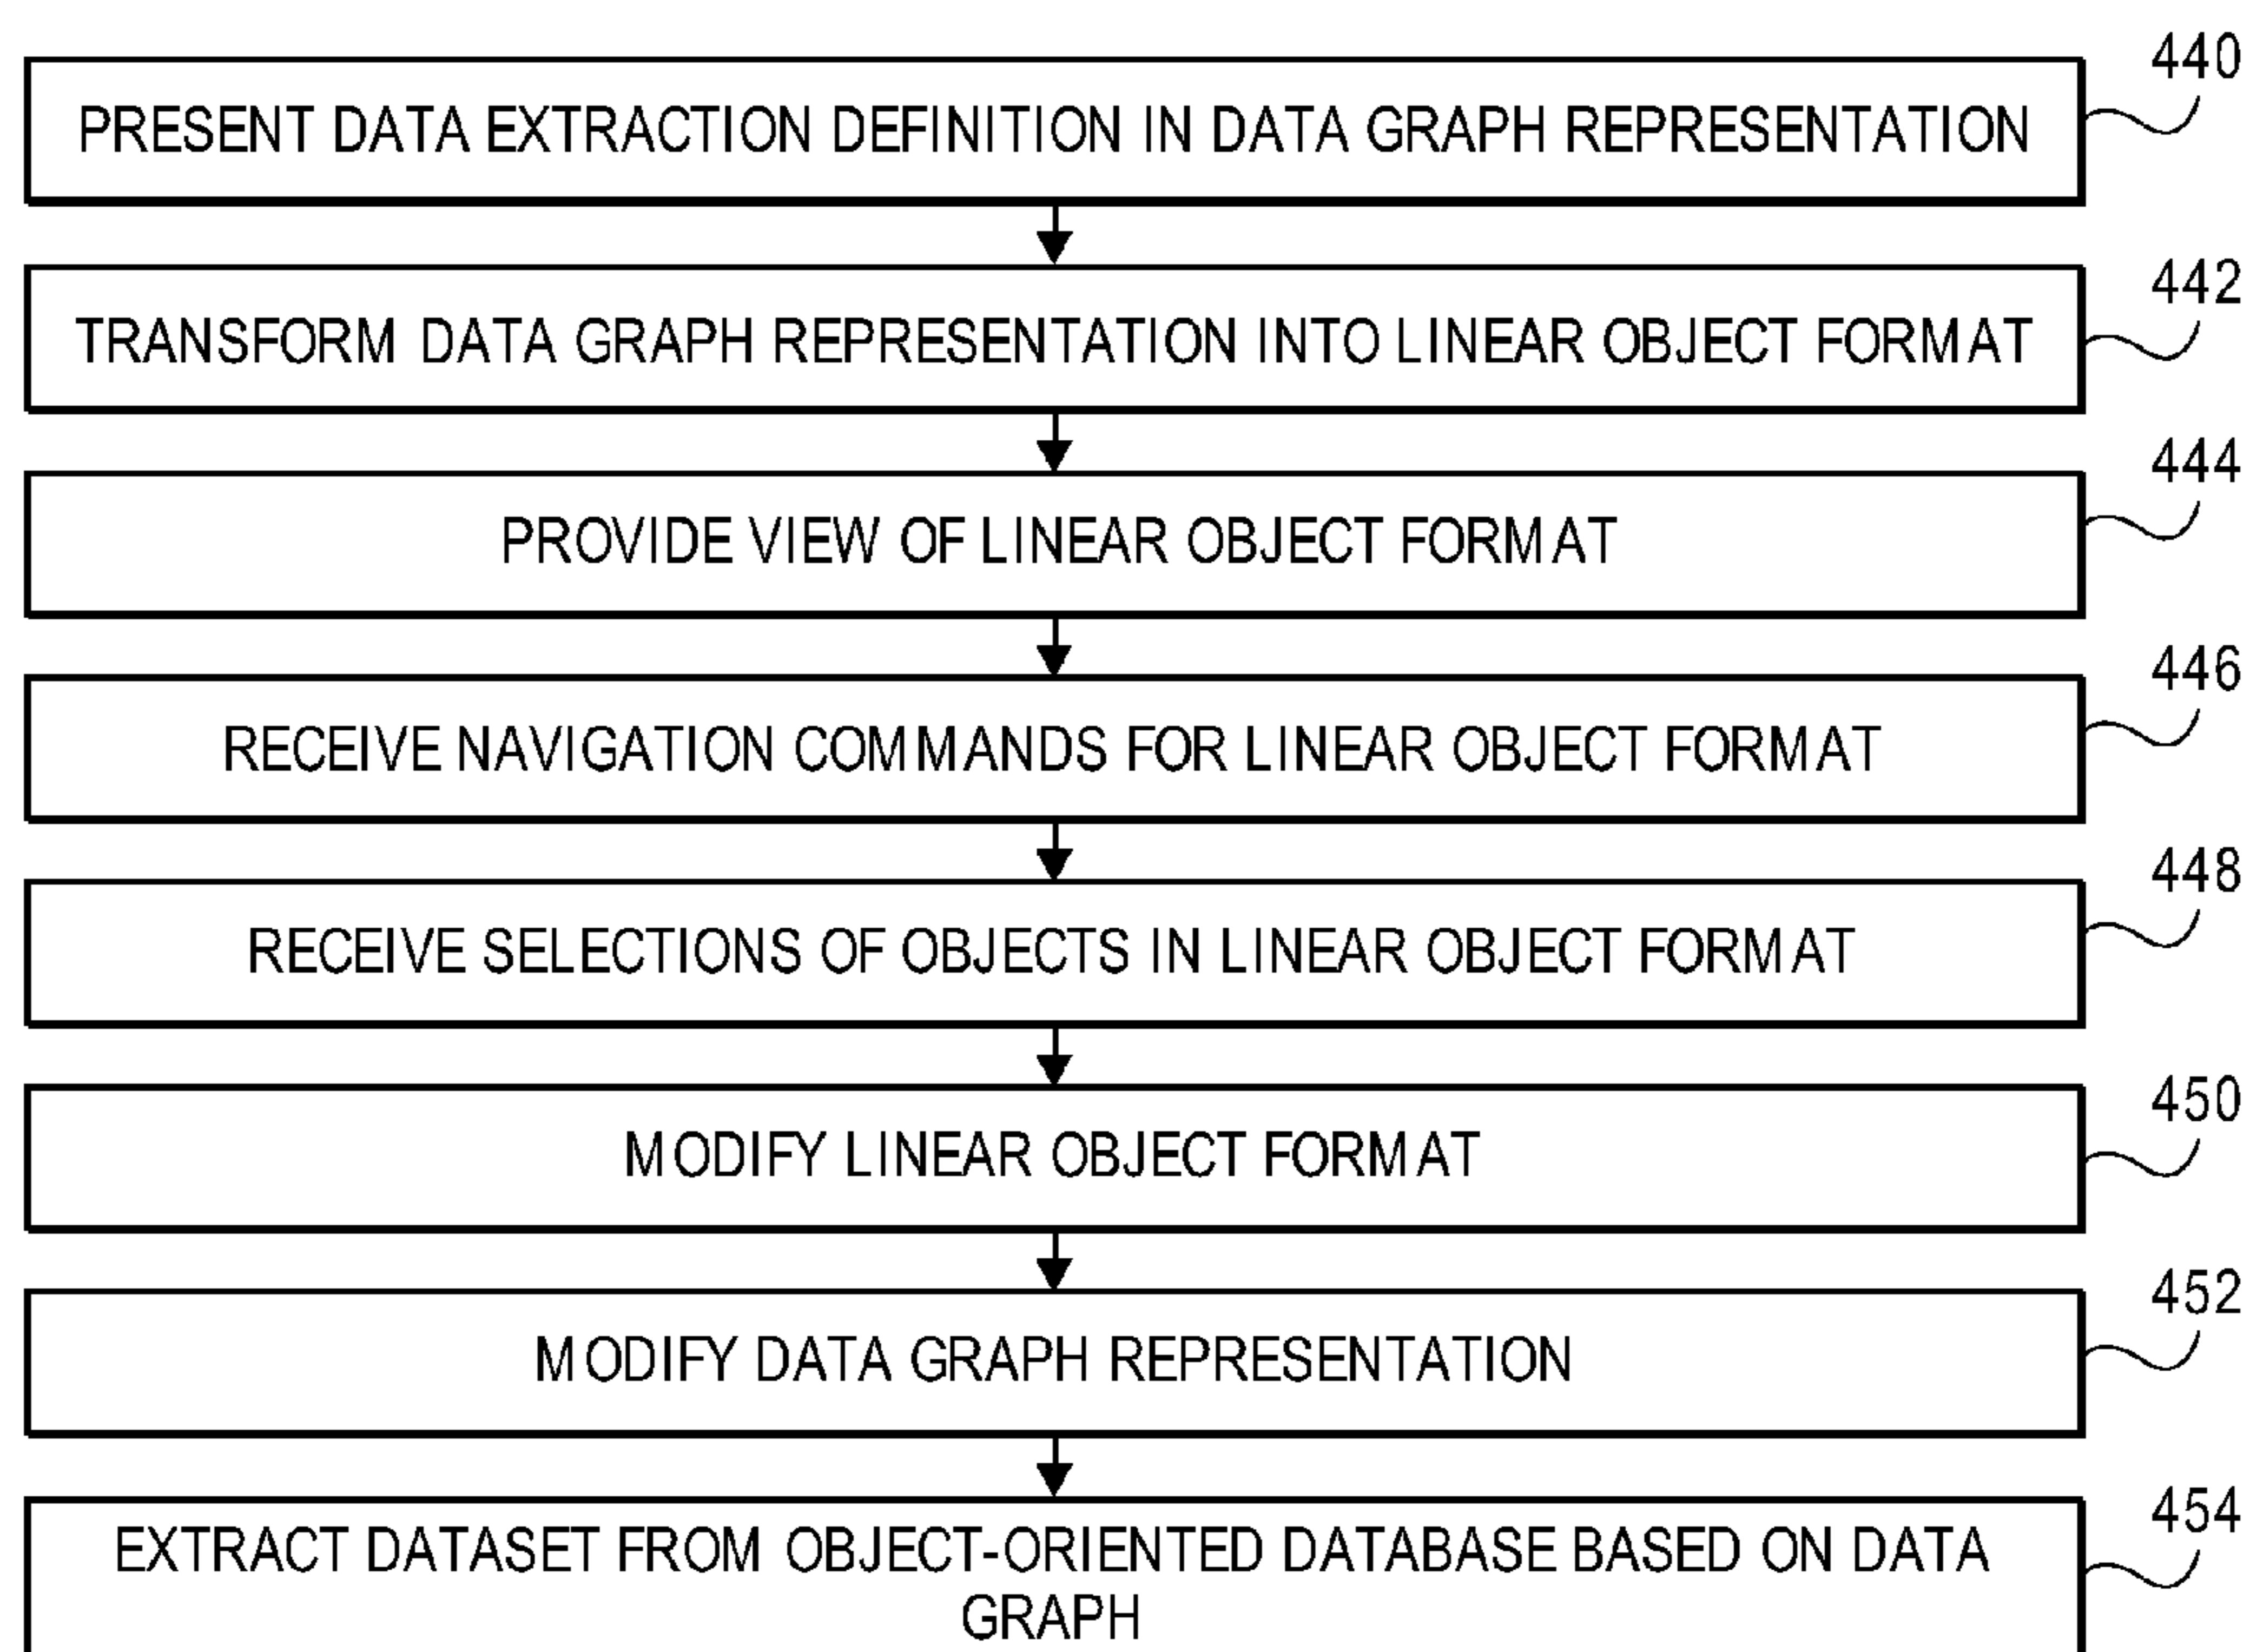 440
PRESENT DATA EXTRACTION DEFINITION IN DATA GRAPH REPRESENTATION
442
TRANSFORM DATA GRAPH REPRESENTATION INTO LINEAR OBJECT FORMAT
444
PROVIDE VIEW OF LINEAR OBJECT FORMAT
446
RECEIVE NAVIGATION COMMANDS FOR LINEAR OBJECT FORMAT
448
RECEIVE SELECTIONS OF OBJECTS IN LINEAR OBJECT FORMAT
450
MODIFY LINEAR OBJECT FORMAT
452
MODIFY DATA GRAPH REPRESENTATION
454
EXTRACT DATASET FROM OBJECT-ORIENTED DATABASE BASED ON DATA
GRAPH